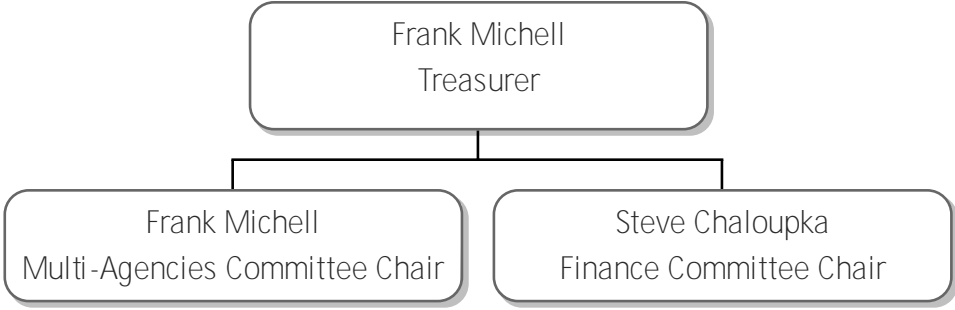 Frank Michell
Treasurer
Frank Michell
Multi-Agencies Committee Chair
Steve Chaloupka
Finance Committee Chair